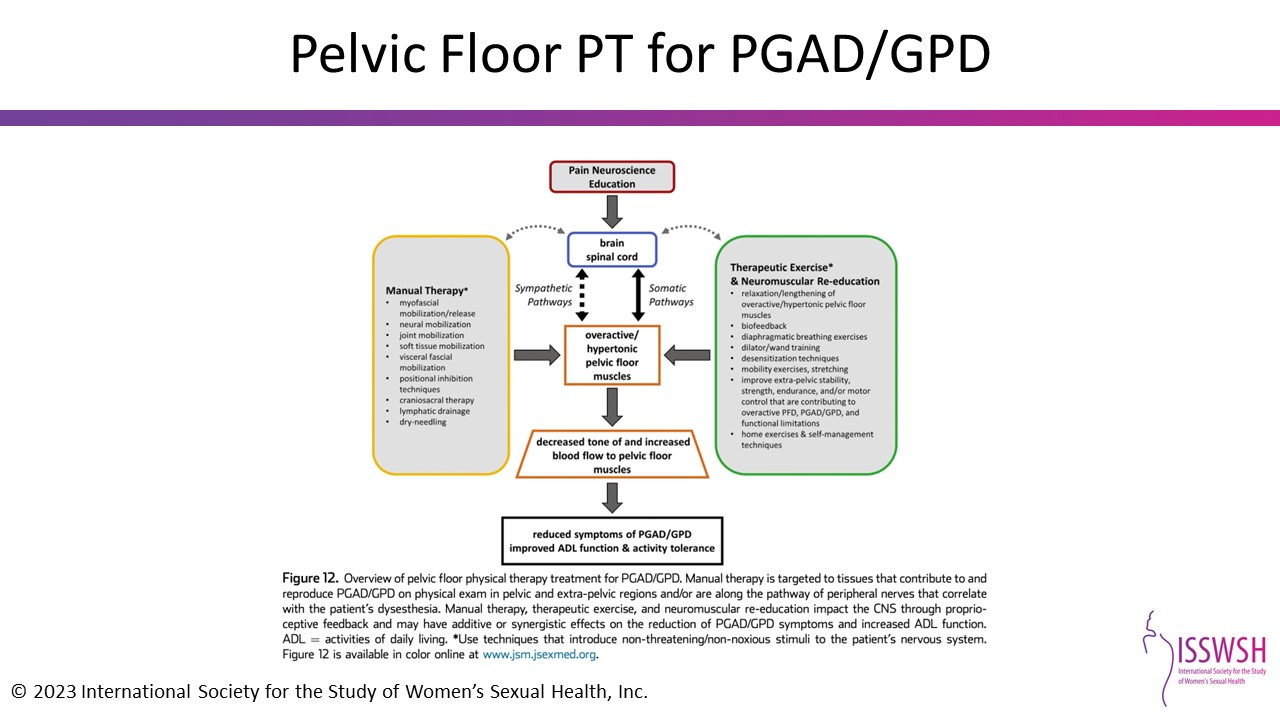 Pelvic Floor PT for PGAD/GPD
Pain Neuroscience
Education
brain
spinal cord
Sympathetic
Pathways
Somatic
Pathways
Manual Therapy*
• myofascial
mobilization/release
• neural mobilization
• joint mobilization
• soft tissue mobilization
• visceral fascial
mobilization
• positional inhibition
techniques
• craniosacral therapy
• lymphatic drainage
• dry-needling
overactive/
hypertonic
pelvic floor
muscles
Therapeutic Exercise*
& Neuromuscular Re-education
• relaxation/lengthening of
overactive/hypertonic pelvic floor
muscles
• biofeedback
• diaphragmatic breathing exercises
• dilator/wand training
• desensitization techniques
• mobility exercises, stretching
• improve extra-pelvic stability,
strength, endurance, and/or motor
control that are contributing to
overactive PFD, PGAD/GPD, and
functional limitations
• home exercises & self-management
techniques
decreased tone of and increased
blood flow to pelvic floor
muscles
reduced symptoms of PGAD/GPD
improved ADL function & activity tolerance
Figure 12. Overview of pelvic floor physical therapy treatment for PGAD/GPD. Manual therapy is targeted to tissues that contribute to and
reproduce PGAD/GPD on physical exam in pelvic and extra-pelvic regions and/or are along the pathway of peripheral nerves that correlate
with the patient's dysesthesia. Manual therapy, therapeutic exercise, and neuromuscular re-education impact the CNS through proprio-
ceptive feedback and may have additive or synergistic effects on the reduction of PGAD/GPD symptoms and increased ADL function.
ADL = activities of daily living. *Use techniques that introduce non-threatening/non-noxious stimuli to the patient's nervous system.
Figure 12 is available in color online at www.jsm.jsexmed.org.
© 2023 International Society for the Study of Women's Sexual Health, Inc.
ISSWSH
International Society for the Study
of Women's Sexual Health